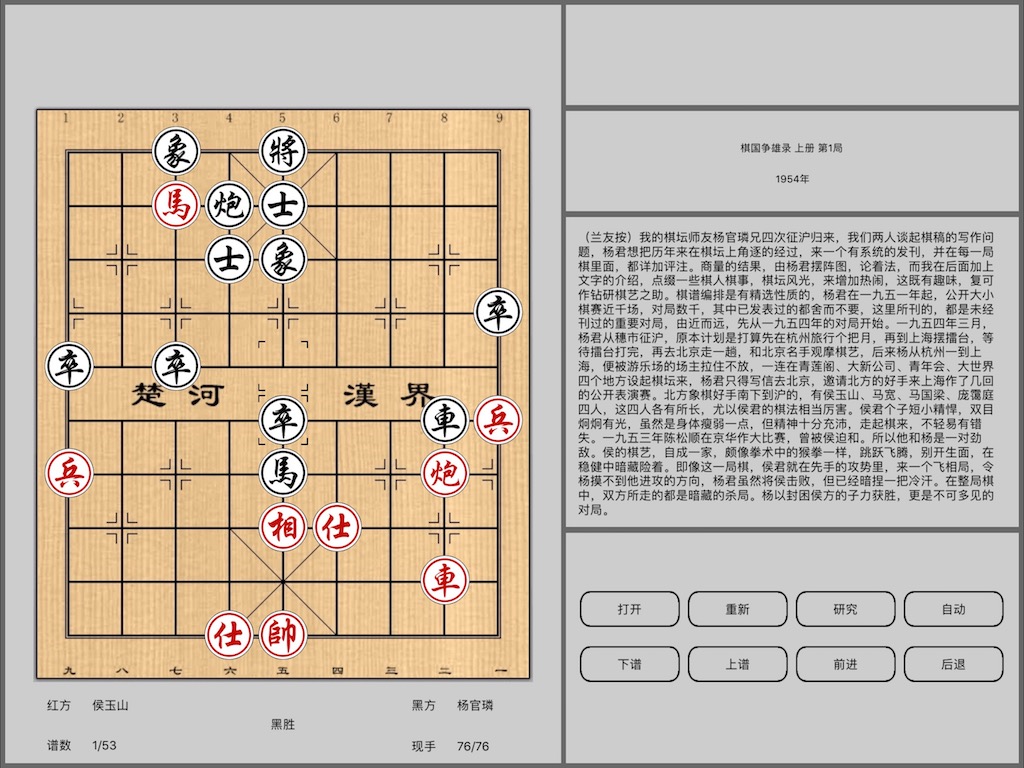 1 2 3 4 5 6 7 8 9
象 將
馬 炮 士
士 象
卒
卒 卒
楚 河 漢 界
卒 車 兵
兵 馬 炮
相 仕
車
仕 帥
九 八 七 六 五 四 三 二 一
红方 侯玉山 黑方 杨官璘
黑胜
谱数 1/53 现手 76/76
棋国争雄录 上册 第1局
1954年
（兰友按）我的棋坛师友杨官璘兄四次征沪归来，我们两人谈起棋稿的写作问
题，杨君想把历年来在棋坛上角逐的经过，来一个有系统的发刊，并在每一局
棋里面，都详加评注。商量的结果，由杨君摆阵图，论着法，而我在后面加上
文字的介绍，点缀一些棋人棋事，棋坛风光，来增加热闹，这既有趣味，复可
作钻研棋艺之助。棋谱编排是有精选性质的，杨君在一九五一年起，公开大小
棋赛近千场，对局数千，其中已发表过的都舍而不要，这里所刊的，都是未经
刊过的重要对局，由近而远，先从一九五四年的对局开始。一九五四年三月，
杨君从穗市征沪，原本计划是打算先在杭州旅行个把月，再到上海摆擂台，等
待擂台打完，再去北京走一趟，和北京名手观摩棋艺，后来杨从杭州一到上
海，便被游乐场的场主拉住不放，一连在青莲阁、大新公司、青年会、大世界
四个地方设起棋坛来，杨君只得写信去北京，邀请北方的好手来上海作了几回
的公开表演赛。北方象棋好手南下到沪的，有侯玉山、马宽、马国梁、庞霭庭
四人，这四人各有所长，尤以侯君的棋法相当厉害。侯君个子短小精悍，双目
炯炯有光，虽然是身体瘦弱一点，但精神十分充沛，走起棋来，不轻易有错
失。一九五三年陈松顺在京华作大比赛，曾被侯迫和。所以他和杨是一对劲
敌。侯的棋艺，自成一家，颇像拳术中的猴拳一样，跳跃飞腾，别开生面，在
稳健中暗藏险着。即像这一局棋，侯君就在先手的攻势里，来一个飞相局，令
杨摸不到他进攻的方向，杨君虽然将侯击败，但已经暗捏一把冷汗。在整局棋
中，双方所走的都是暗藏的杀局。杨以封困侯方的子力获胜，更是不可多见的
对局。
打开 重新 研究 自动
下谱 上谱 前进 后退